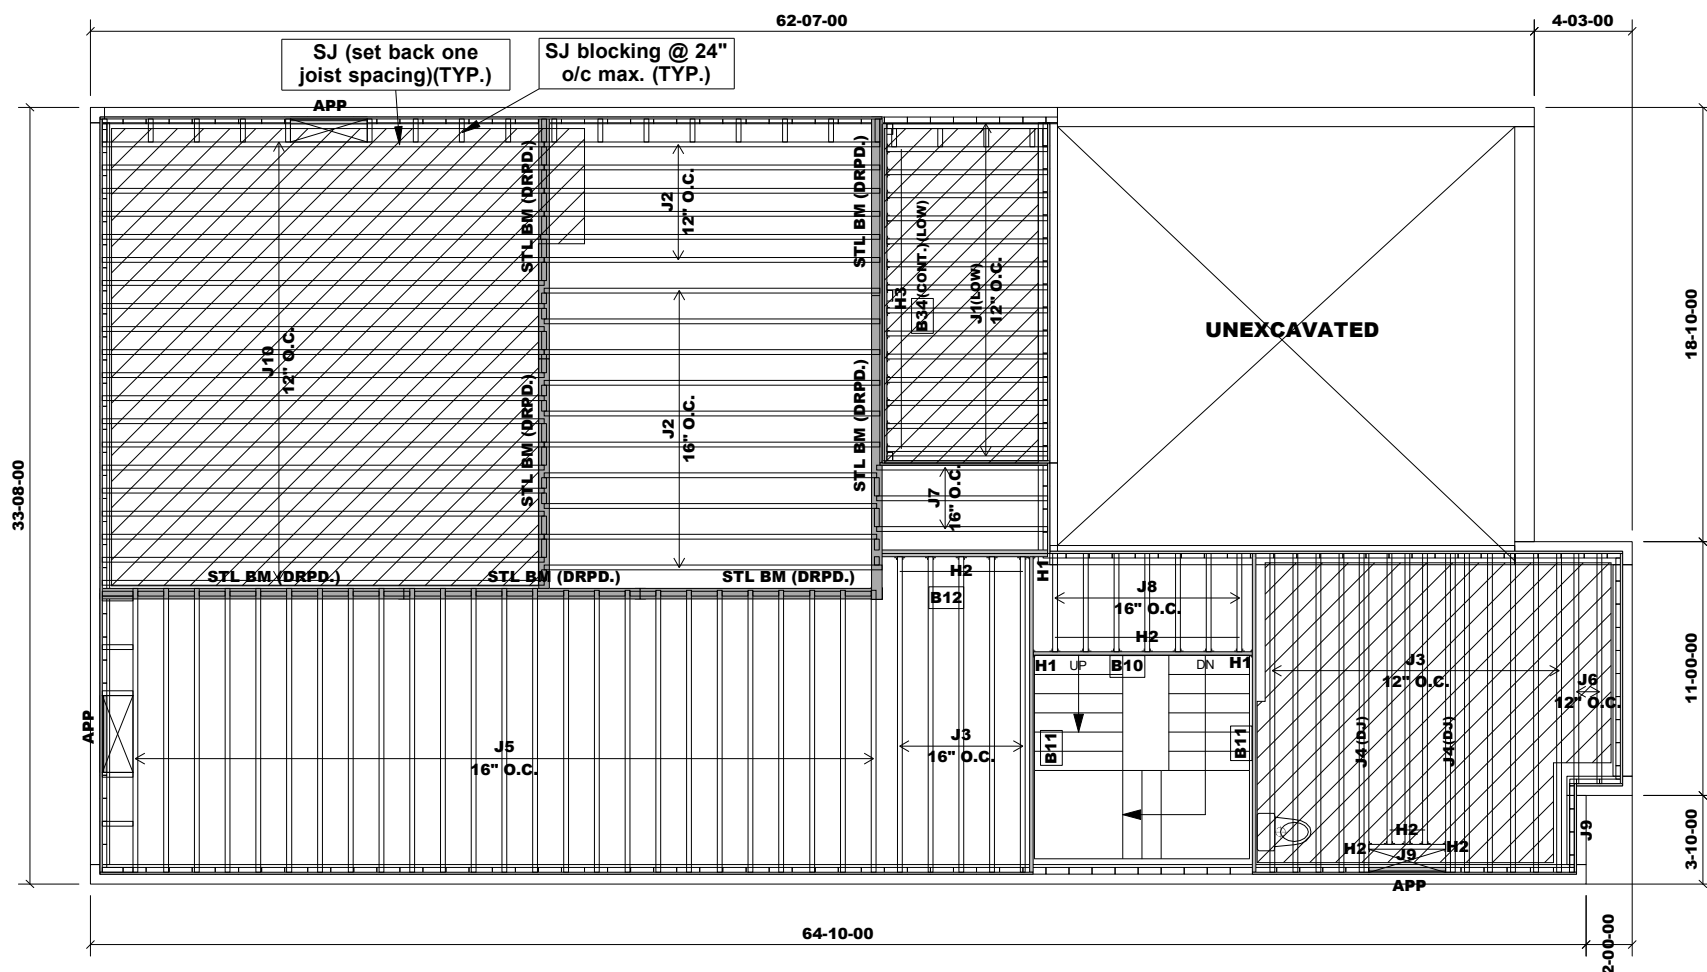 62-07-00
4-03-00
SJ (set back one
joist spacing)(TYP.)
SJ blocking @ 24"
o/c max. (TYP.)
APP
STL BM (DRPD.)
J2
12" O.C.
STL BM (DRPD.)
J10
12" O.C.
H3
B34(CONT.)(LOW)
J1(LOW)
12" O.C.
UNEXCAVATED
18-10-00
33-08-00
STL BM (DRPD.)
J2
16" O.C.
STL BM (DRPD.)
J7
16" O.C.
STL BM (DRPD.)
STL BM (DRPD.)
STL BM (DRPD.)
H2
B12
H1
J8
16" O.C.
H2
H1
UP
B10
DN
H1
J3
12" O.C.
J6
12" O.C.
11-00-00
APP
J5
16" O.C.
J3
16" O.C.
B11
B11
J4(DJ)
J4(DJ)
H2
H2
J9
H2
J9
APP
3-10-00
64-10-00
2-00-00